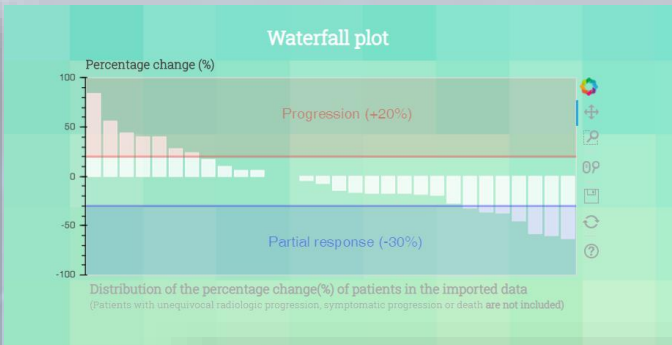 Waterfall plot
Percentage change (%)
100
Progression (+20%)
50
0
-50
Partial response (-30%)
-100
Distribution of the percentage change(%) of patients in the imported data
(Patients with unequivocal radiologic progression, symptomatic progression or death are not included)